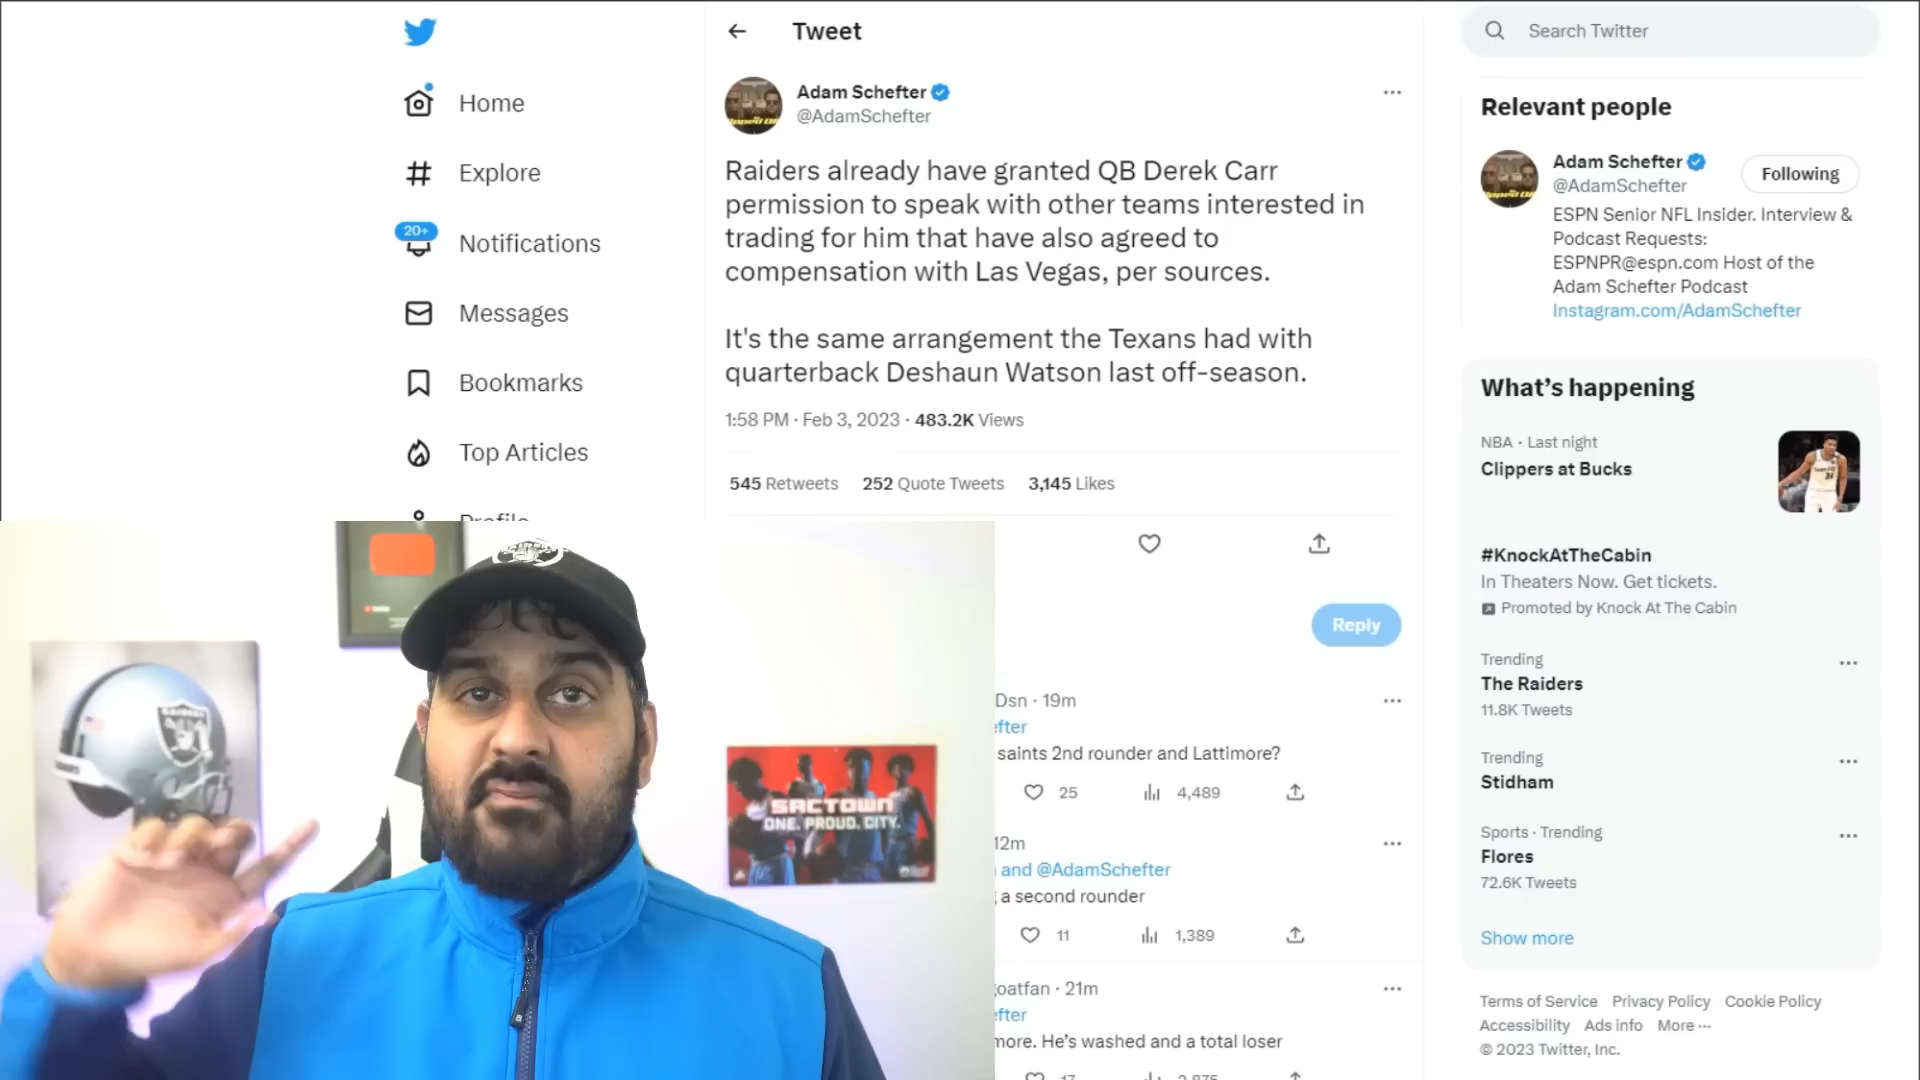 Home
Explore
20+
Notifications
Messages
Bookmarks
Top Articles
Profile
Tweet
Adam Schefter
@AdamSchefter
Raiders already have granted QB Derek Carr
permission to speak with other teams interested in
trading for him that have also agreed to
compensation with Las Vegas, per sources.
It's the same arrangement the Texans had with
quarterback Deshaun Watson last off-season.
1:58 PM · Feb 3, 2023 · 483.2K Views
545 Retweets 252 Quote Tweets 3,145 Likes
Reply
Dsn · 19m
efter
saints 2nd rounder and Lattimore?
25 4,489
12m
and @AdamSchefter
a second rounder
11 1,389
oatfan · 21m
efter
more. He's washed and a total loser
17 2,875
RAIDERS
SACTOWN
ONE. PROUD. CITY.
Search Twitter
Relevant people
Adam Schefter
@AdamSchefter
Following
ESPN Senior NFL Insider. Interview &
Podcast Requests:
ESPNPR@espn.com Host of the
Adam Schefter Podcast
Instagram.com/AdamSchefter
What's happening
NBA · Last night
Clippers at Bucks
#KnockAtTheCabin
In Theaters Now. Get tickets.
Promoted by Knock At The Cabin
Trending
The Raiders
11.8K Tweets
Trending
Stidham
Sports · Trending
Flores
72.6K Tweets
Show more
Terms of Service Privacy Policy Cookie Policy
Accessibility Ads info More ···
© 2023 Twitter, Inc.